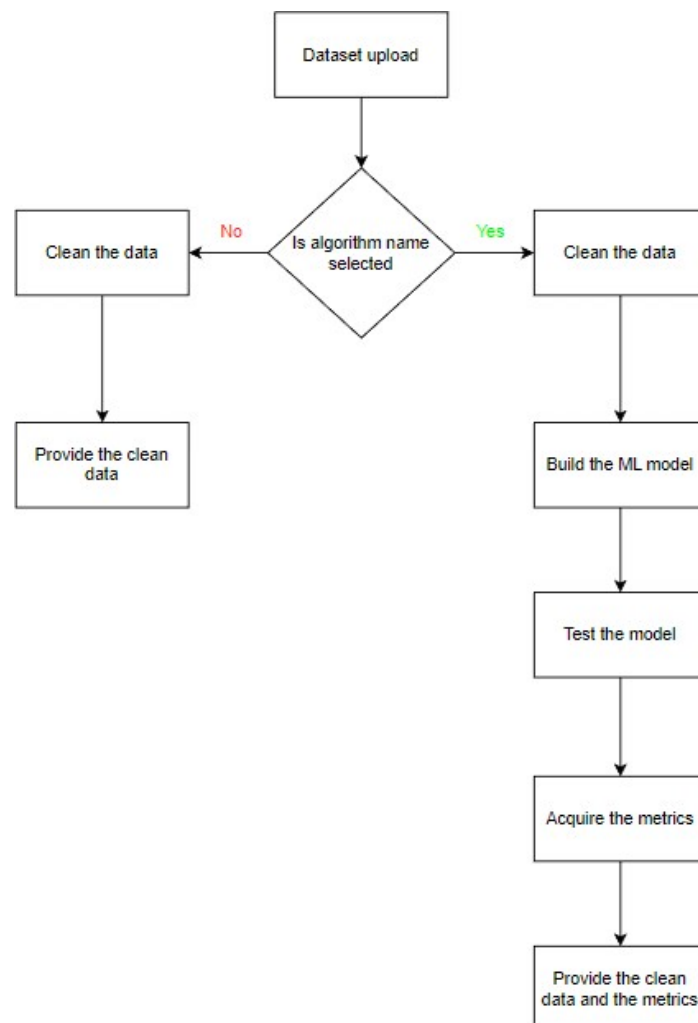 Dataset upload
No
Is algorithm name
selected
Yes
Clean the data
Clean the data
Provide the clean
data
Build the ML model
Test the model
Acquire the metrics
Provide the clean
data and the metrics